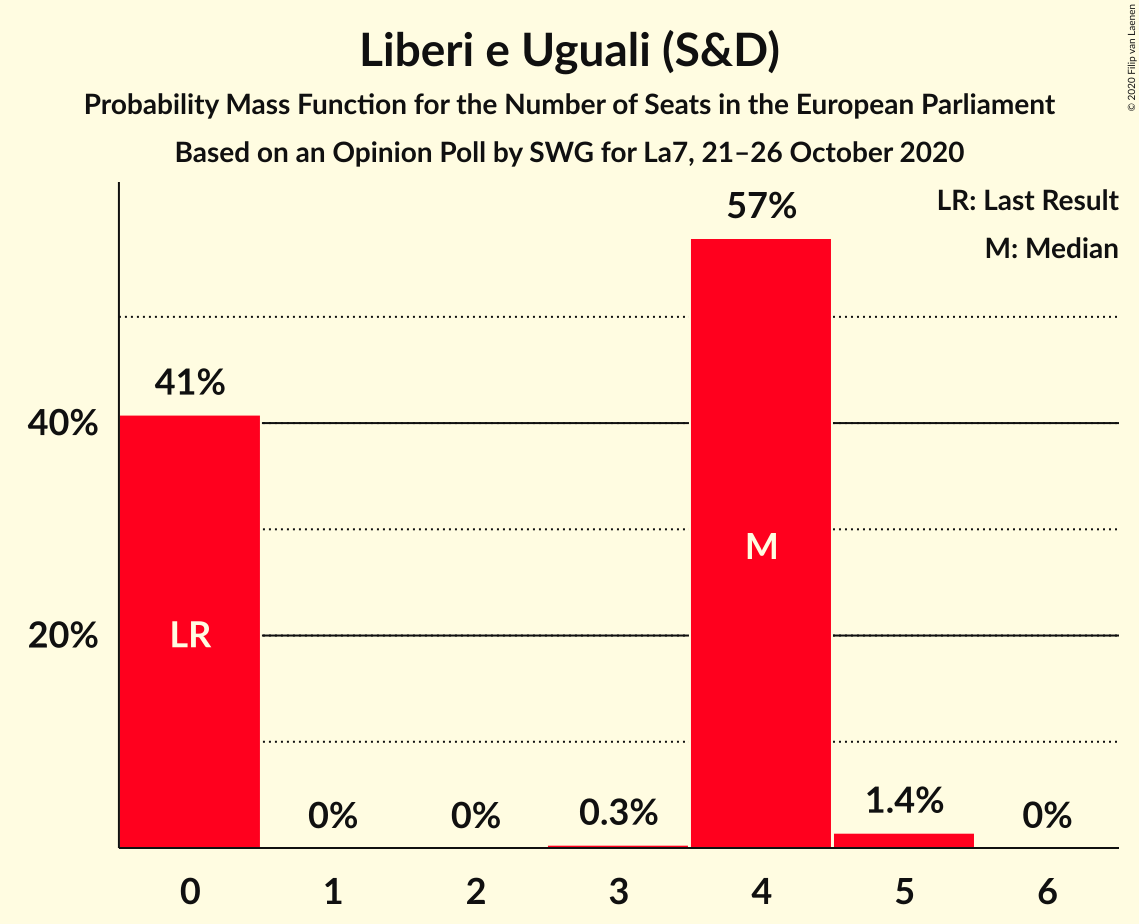 Liberi e Uguali (S&D)
Probability Mass Function for the Number of Seats in the European Parliament
Based on an Opinion Poll by SWG for La7, 21–26 October 2020
© 2020 Filip van Laenen
LR: Last Result
M: Median
57%
41%
40%
M
LR
20%
0%
0%
0.3%
1.4%
0%
0
1
2
3
4
5
6